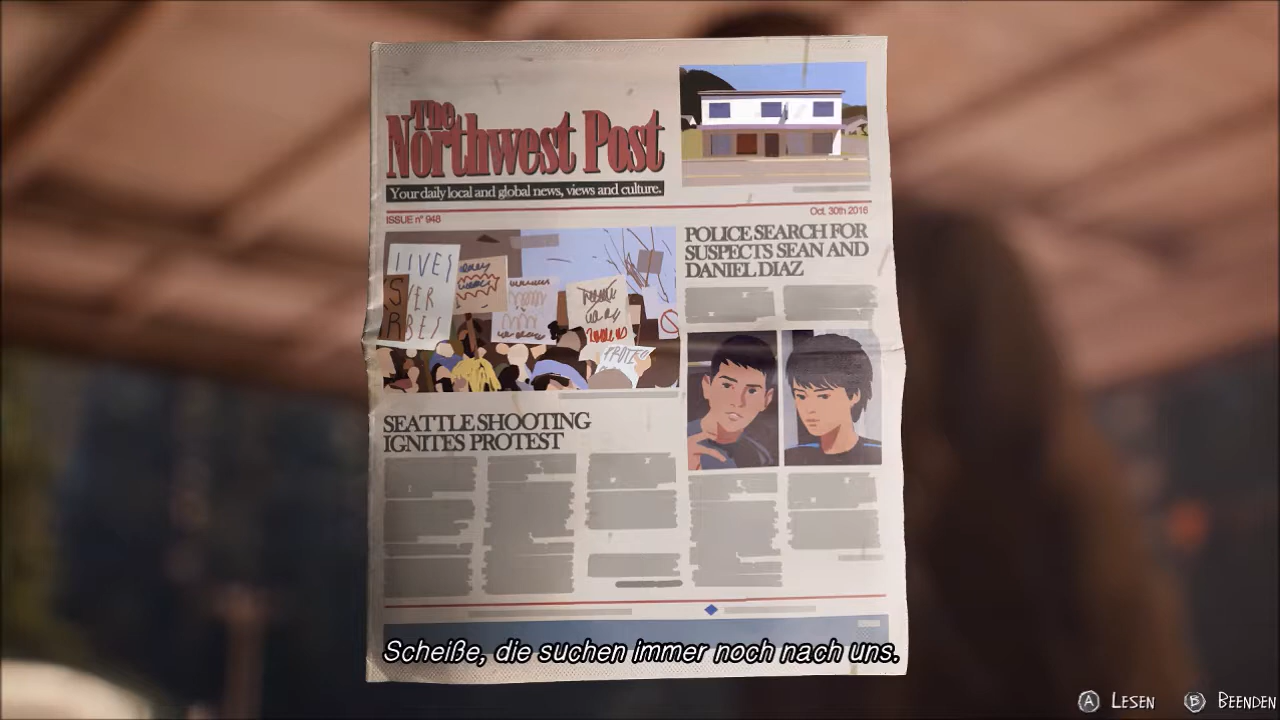 The
Northwest Post
Your daily local and global news, views and culture.
ISSUE n° 948
Oct. 30th 2016
LIVES
PROTEC
SEATTLE SHOOTING
IGNITES PROTEST
POLICE SEARCH FOR
SUSPECTS SEAN AND
DANIEL DIAZ
Scheiße, die suchen immer noch nach uns.
A LESEN B BEENDEN